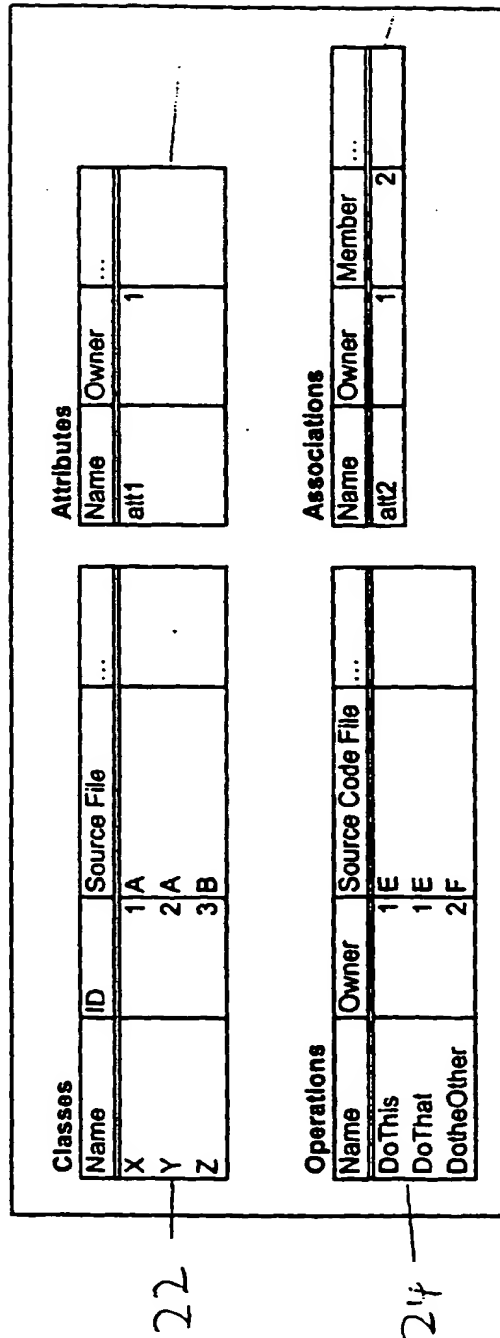 Classes
Name ID Source File ...
X 1 A
Y 2 A
Z 3 B
Attributes
Name Owner ...
att1 1
Operations
Name Owner Source Code File ...
DoThis 1 E
DoThat 1 E
DotheOther 2 F
Associations
Name Owner Member ...
att2 1 2
22
24